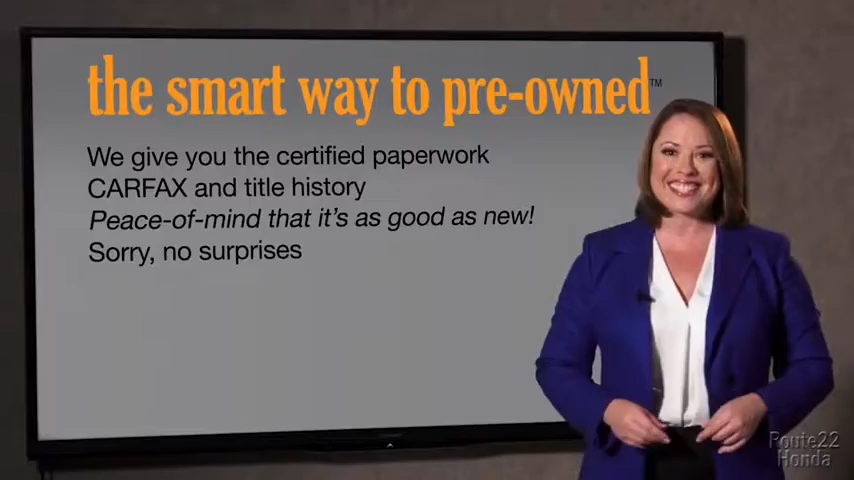 the smart way to pre-owned™
We give you the certified paperwork
CARFAX and title history
Peace-of-mind that it's as good as new!
Sorry, no surprises
Route22
Honda